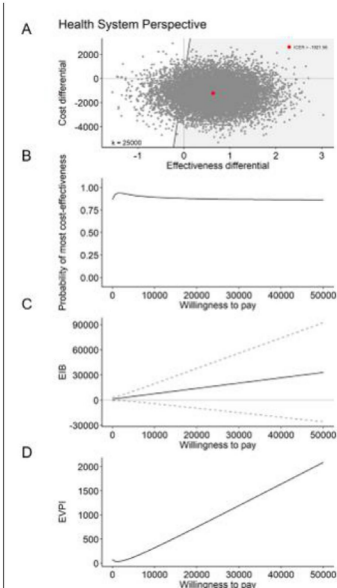 A Health System Perspective
Cost differential
2000
0
-2000
-4000
k = 25000
-1 0 1 2 3
Effectiveness differential
B
Probability of most cost-effectiveness
1.00
0.75
0.50
0.25
0.00
0 10000 20000 30000 40000 50000
Willingness to pay
C
EIB
90000
60000
30000
0
-30000
0 10000 20000 30000 40000 50000
Willingness to pay
D
EVPI
2000
1500
1000
500
0
0 10000 20000 30000 40000 50000
Willingness to pay